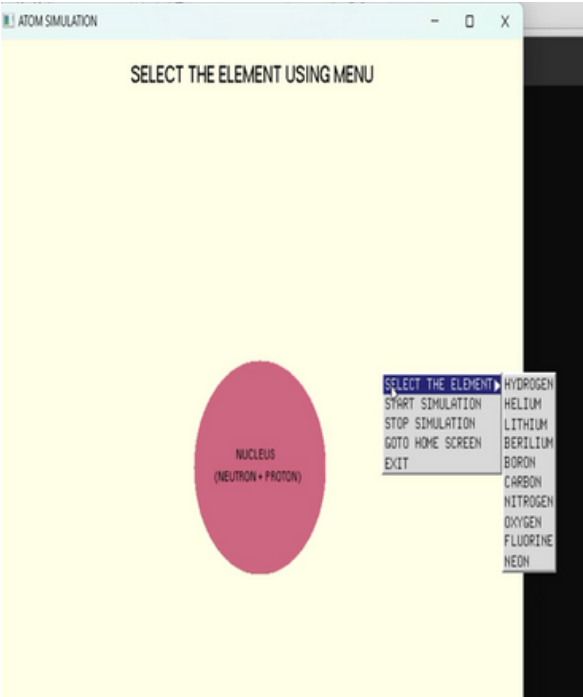 ATOM SIMULATION
SELECT THE ELEMENT USING MENU
NUCLEUS
(NEUTRON + PROTON)
SELECT THE ELEMENT
START SIMULATION
STOP SIMULATION
GOTO HOME SCREEN
EXIT
HYDROGEN
HELIUM
LITHIUM
BERILIUM
BORON
CARBON
NITROGEN
OXYGEN
FLUORINE
NEON